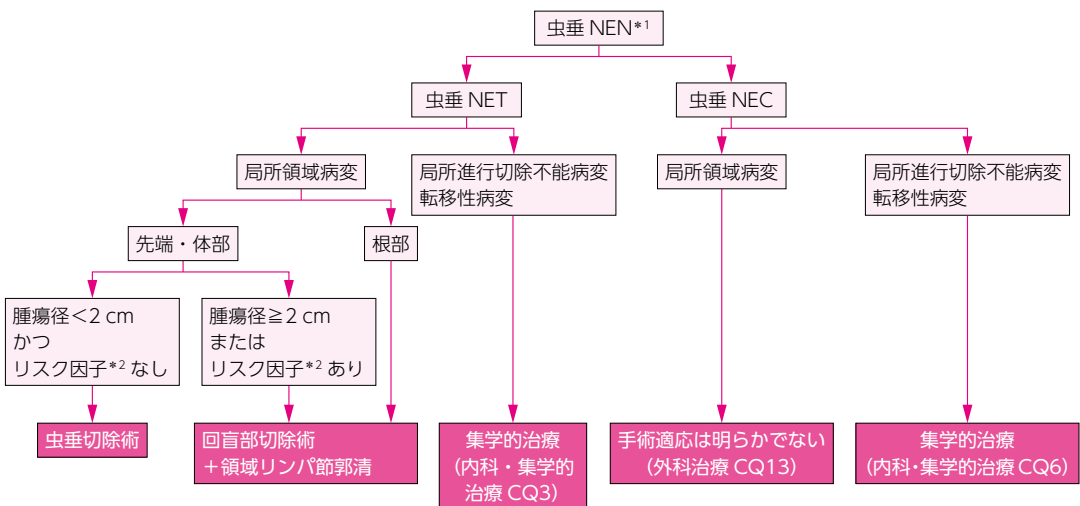 虫垂 NEN*1
虫垂 NET
虫垂 NEC
局所領域病変
局所進行切除不能病変
転移性病変
局所領域病変
局所進行切除不能病変
転移性病変
先端・体部
根部
腫瘍径＜2 cm
かつ
リスク因子*2 なし
腫瘍径≧2 cm
または
リスク因子*2 あり
虫垂切除術
回盲部切除術
＋領域リンパ節郭清
集学的治療
（内科・集学的
治療 CQ3）
手術適応は明らかでない
（外科治療 CQ13）
集学的治療
（内科・集学的治療 CQ6）